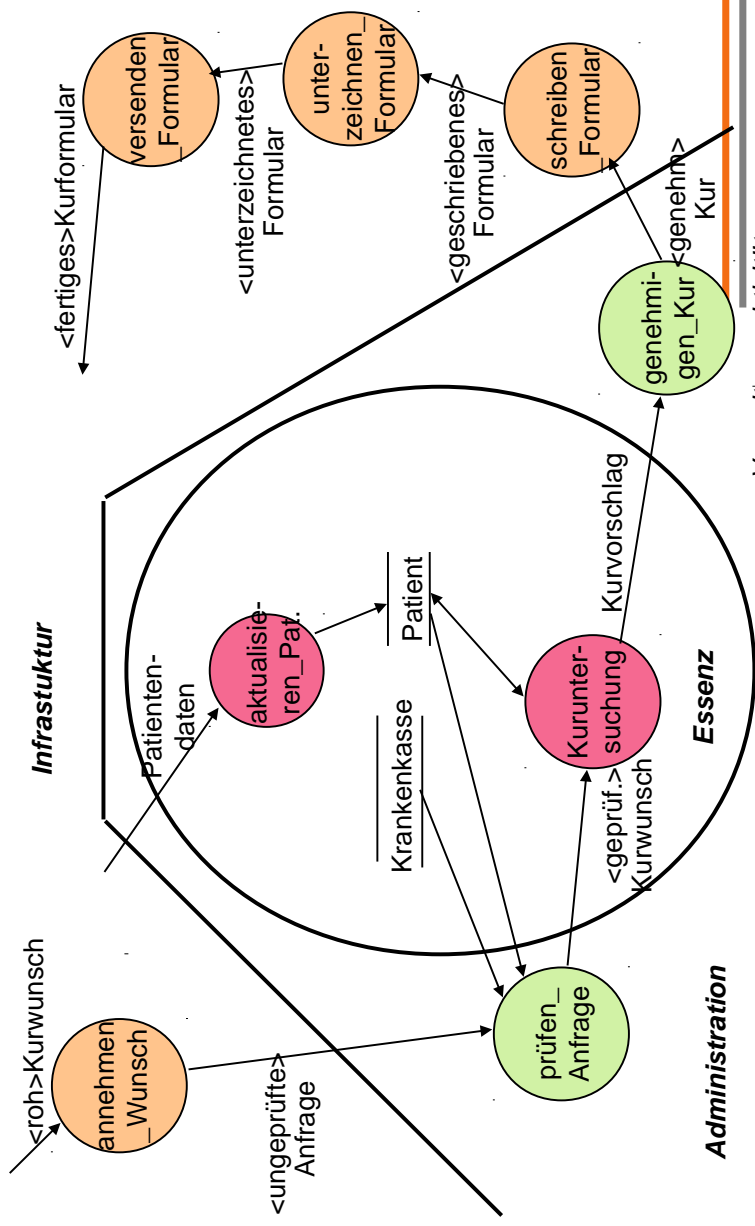 Infrastuktur
<roh>Kurwunsch
annehmen
_Wunsch
<ungeprüfte>
Anfrage
Patienten-
daten
aktualisie-
ren_Pat.
Krankenkasse
Patient
prüfen_
Anfrage
<geprüf.>
Kurwunsch
Kurunter-
suchung
Kurvorschlag
genehmi-
gen_Kur
<genehm>
Kur
schreiben
_Formular
<geschriebenes>
Formular
unter-
zeichnen_
Formular
<unterzeichnetes>
Formular
versenden
_Formular
<fertiges>Kurformular
Administration
Essenz